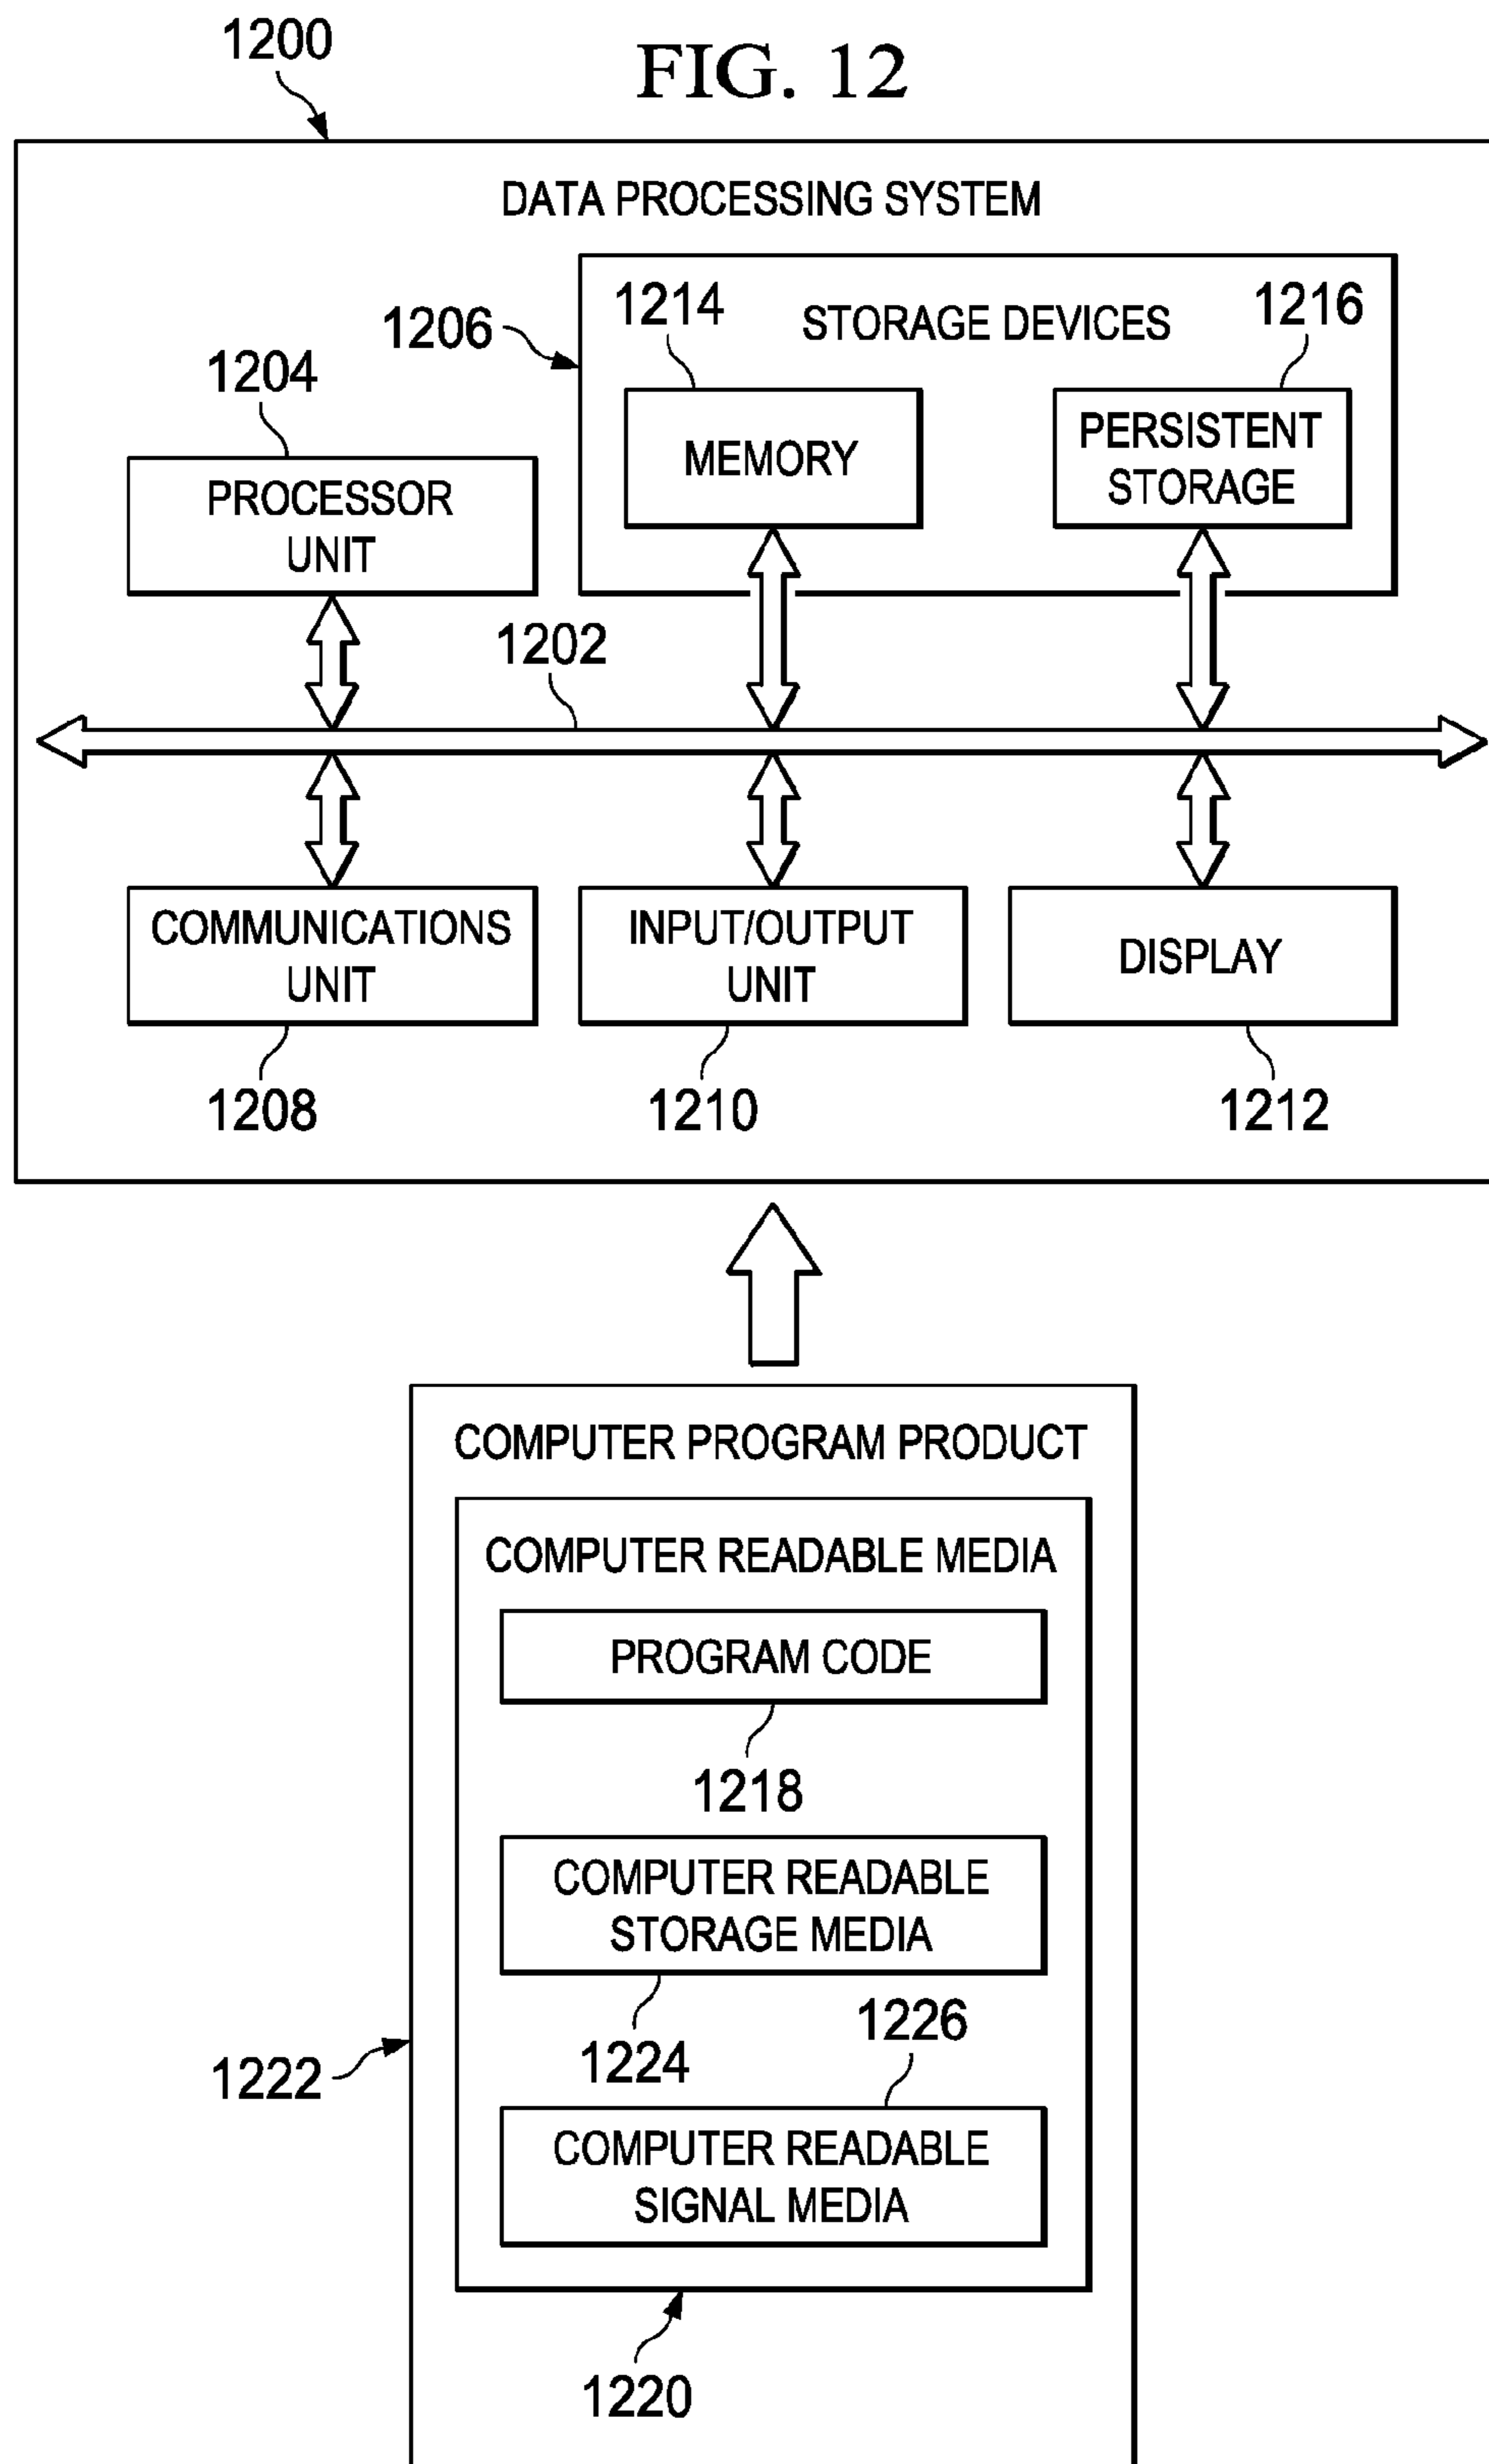 1200
FIG. 12
DATA PROCESSING SYSTEM
1206
1214
STORAGE DEVICES
1216
1204
MEMORY
PERSISTENT
STORAGE
PROCESSOR
UNIT
1202
COMMUNICATIONS
UNIT
INPUT/OUTPUT
UNIT
DISPLAY
1208
1210
1212
COMPUTER PROGRAM PRODUCT
COMPUTER READABLE MEDIA
PROGRAM CODE
1218
COMPUTER READABLE
STORAGE MEDIA
1224
1226
1222
COMPUTER READABLE
SIGNAL MEDIA
1220